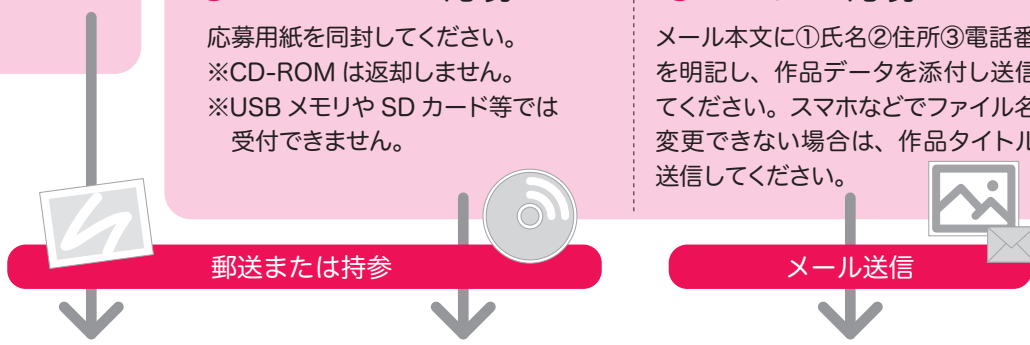 応募用紙を同封してください。
※CD-ROM は返却しません。
※USB メモリや SD カード等では
受付できません。
メール本文に①氏名②住所③電話番
を明記し、作品データを添付し送信
てください。スマホなどでファイル名
変更できない場合は、作品タイトル
送信してください。
郵送または持参
メール送信